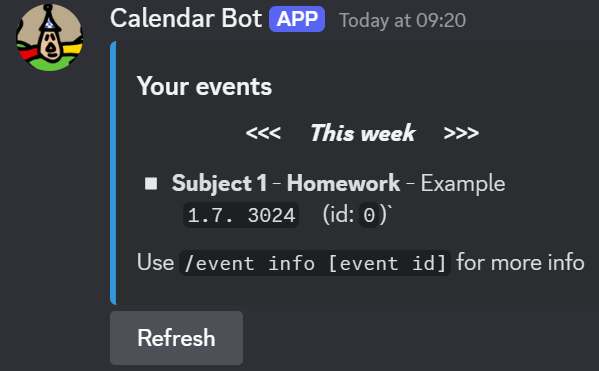 Calendar Bot APP Today at 09:20
Your events
<<< This week >>>
Subject 1 - Homework - Example
1.7. 3024 (id: 0)`
Use /event info [event id] for more info
Refresh